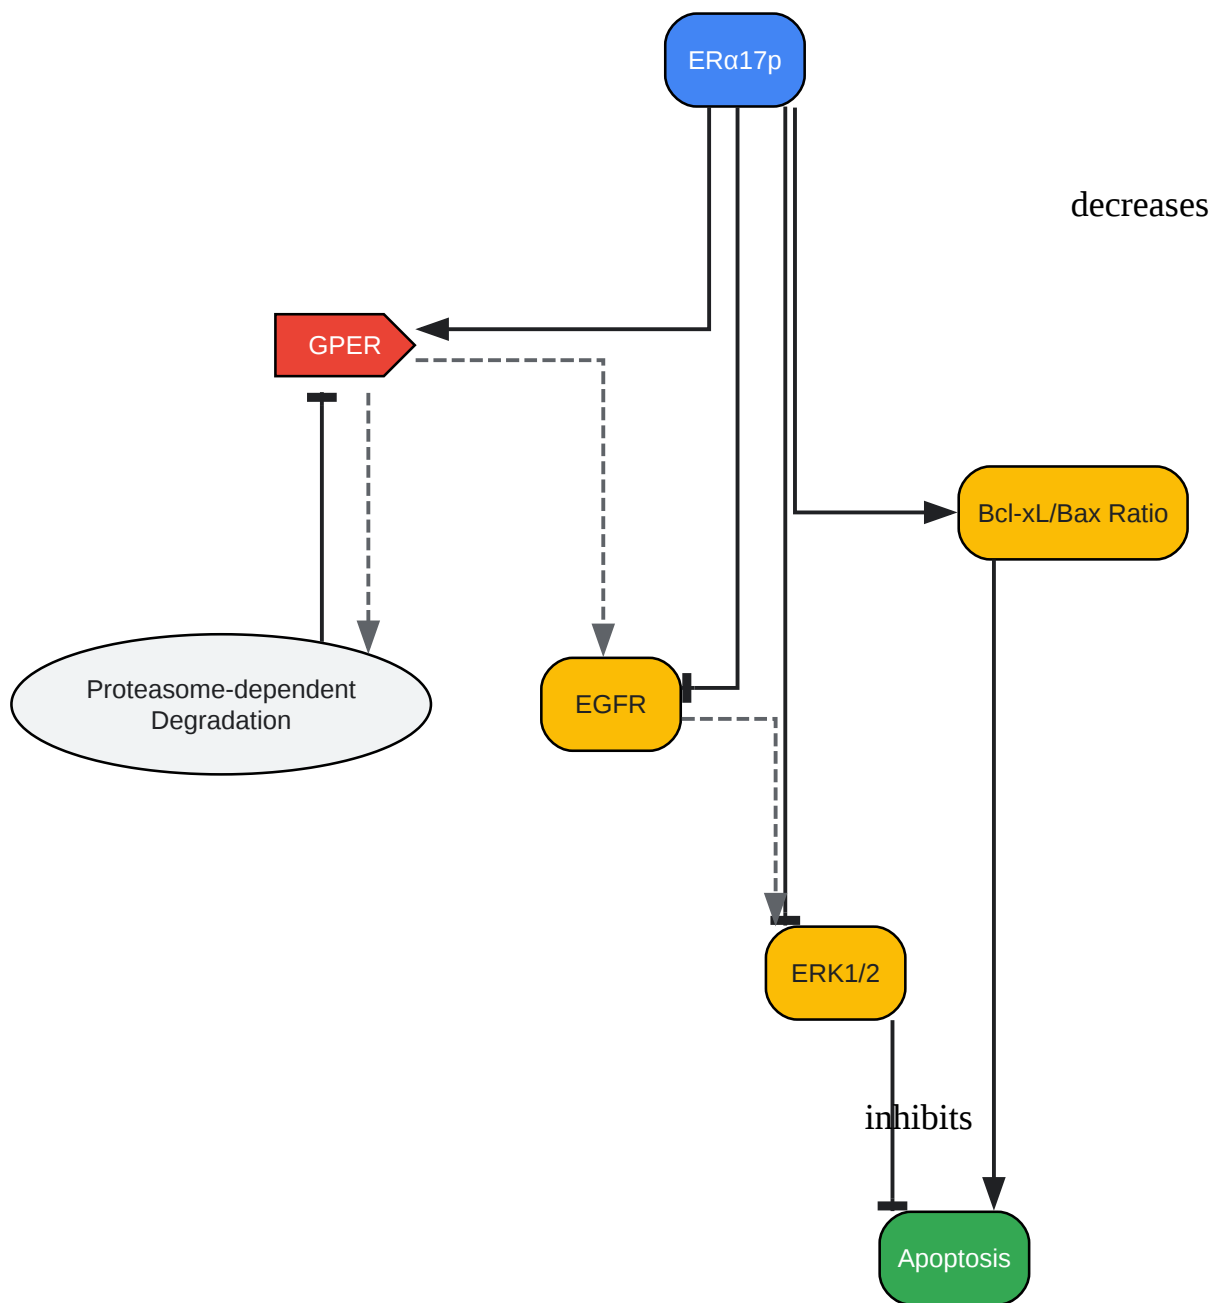 ERα17p
decreases
GPER
Bcl-xL/Bax Ratio
Proteasome-dependent
Degradation
EGFR
ERK1/2
inhibits
Apoptosis